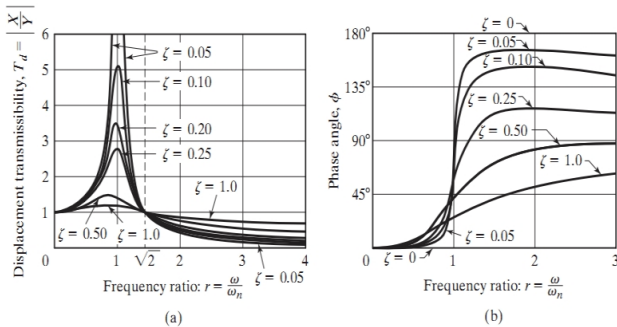 Displacement transmissibility, T_d = |X/Y|
6
5
4
3
2
1
0
1
√2
2
3
4
ζ = 0.05
ζ = 0.10
ζ = 0.20
ζ = 0.25
ζ = 1.0
ζ = 0.50
ζ = 1.0
ζ = 0.05
Frequency ratio: r = ω/ω_n
(a)
Phase angle, ϕ
180°
135°
90°
45°
0
1
2
3
ζ = 0
ζ = 0.05
ζ = 0.10
ζ = 0.25
ζ = 0.50
ζ = 1.0
ζ = 0.05
ζ = 0
Frequency ratio: r = ω/ω_n
(b)